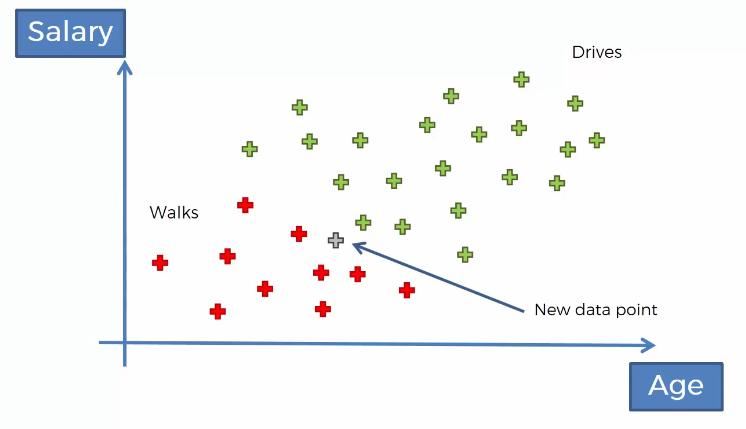 Salary
Drives
Walks
New data point
Age